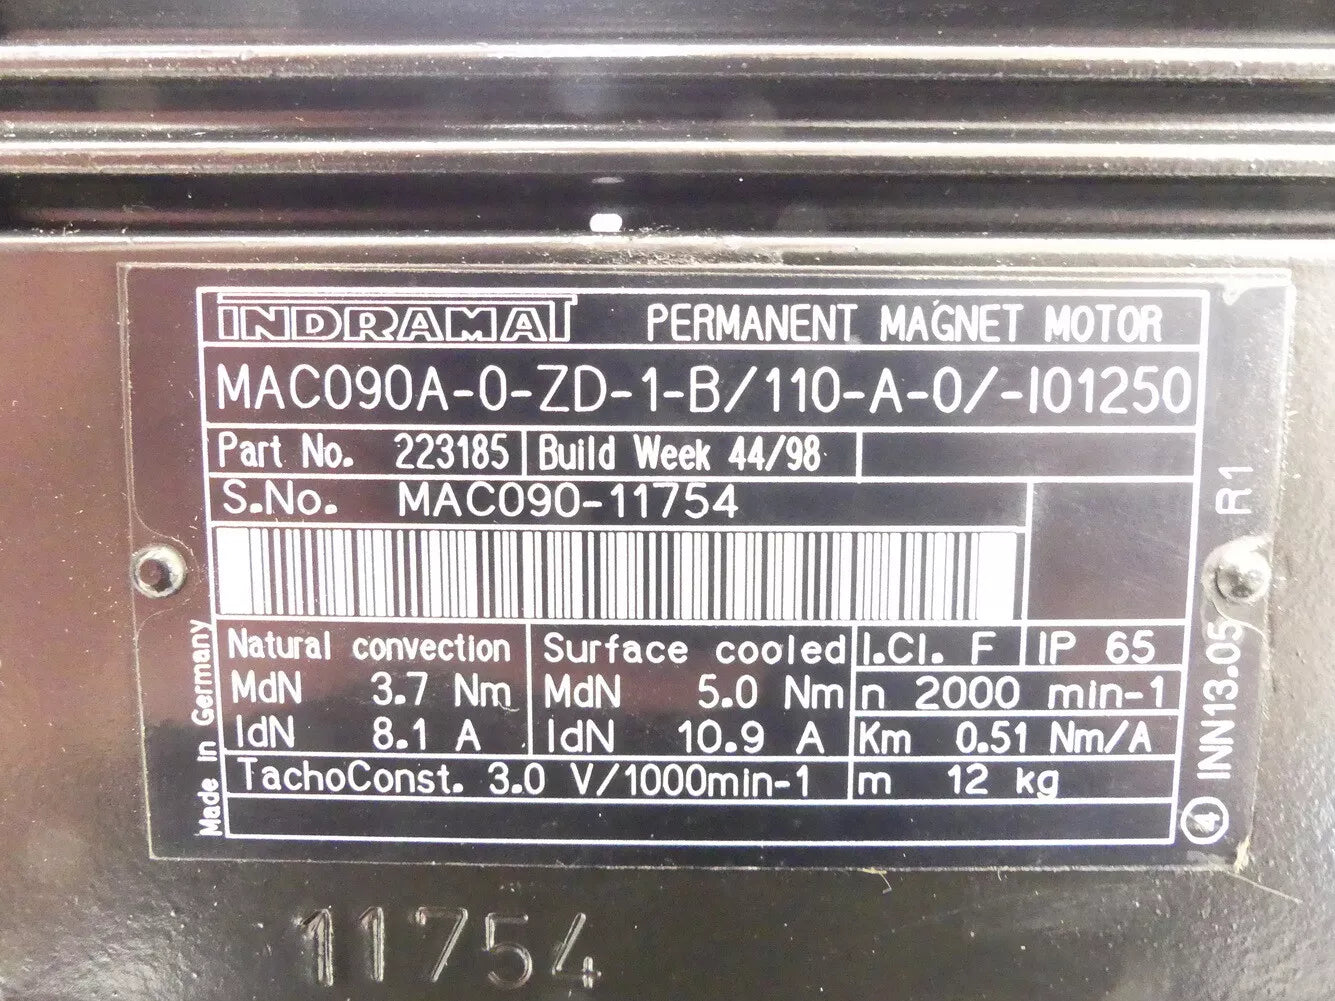 INDRAMAT PERMANENT MAGNET MOTOR
MAC090A-0-ZD-1-B/110-A-0/-I01250
Part No. 223185 Build Week 44/98
S.No. MAC090-11754
Natural convection Surface cooled I.Cl. F IP 65
MdN 3.7 Nm MdN 5.0 Nm n 2000 min-1
IdN 8.1 A IdN 10.9 A Km 0.51 Nm/A
TachoConst. 3.0 V/1000min-1 m 12 kg
Made in Germany
4 INN13.05 R1
11754